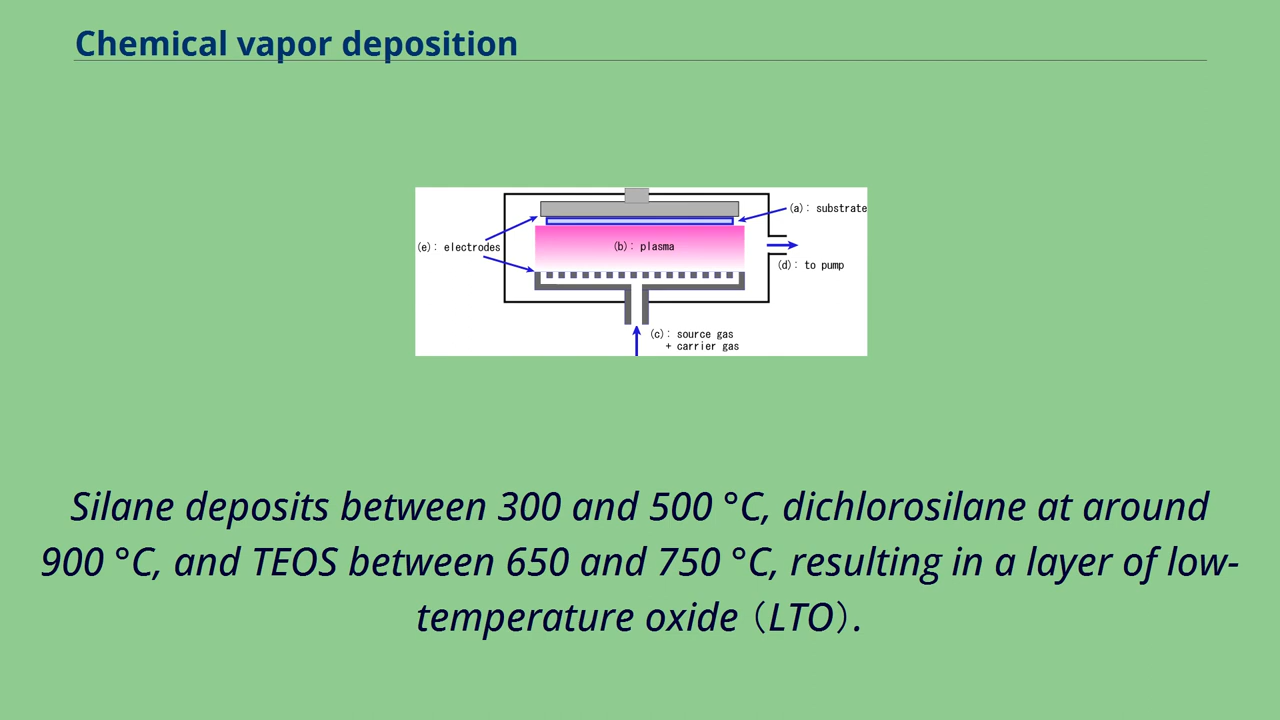 Chemical vapor deposition
(a): substrate
(e): electrodes
(b): plasma
(d): to pump
(c): source gas
+ carrier gas
Silane deposits between 300 and 500 °C, dichlorosilane at around
900 °C, and TEOS between 650 and 750 °C, resulting in a layer of low-
temperature oxide (LTO).